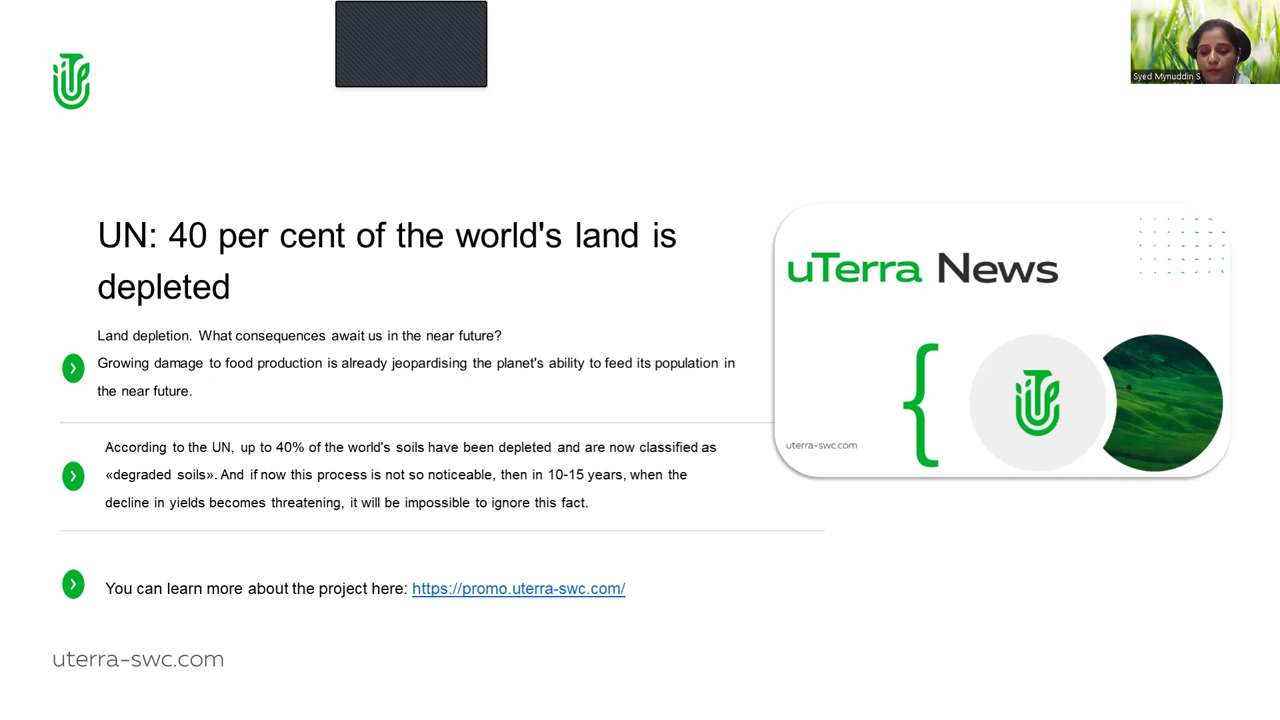 Syed Mynuddin S
UN: 40 per cent of the world's land is
depleted
Land depletion. What consequences await us in the near future?
Growing damage to food production is already jeopardising the planet's ability to feed its population in
the near future.
According to the UN, up to 40% of the world's soils have been depleted and are now classified as
«degraded soils». And if now this process is not so noticeable, then in 10-15 years, when the
decline in yields becomes threatening, it will be impossible to ignore this fact.
You can learn more about the project here: https://promo.uterra-swc.com/
uterra-swc.com
uTerra News
uterra-swc.com